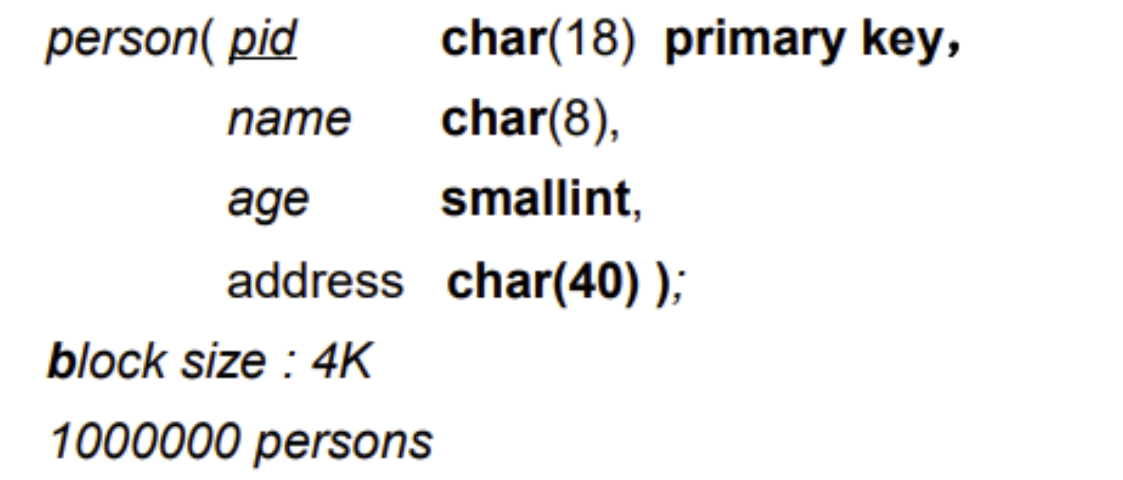 person( pid char(18) primary key，
name char(8),
age smallint,
address char(40) );
block size : 4K
1000000 persons